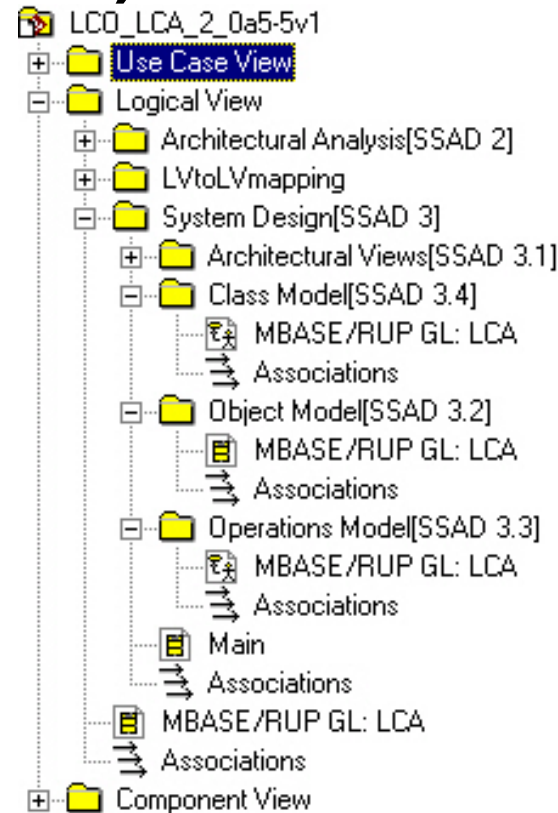 LCO_LCA_2_0a5-5v1
Use Case View
Logical View
Architectural Analysis[SSAD 2]
LVtoLVmapping
System Design[SSAD 3]
Architectural Views[SSAD 3.1]
Class Model[SSAD 3.4]
MBASE/RUP GL: LCA
Associations
Object Model[SSAD 3.2]
MBASE/RUP GL: LCA
Associations
Operations Model[SSAD 3.3]
MBASE/RUP GL: LCA
Associations
Main
Associations
MBASE/RUP GL: LCA
Associations
Component View